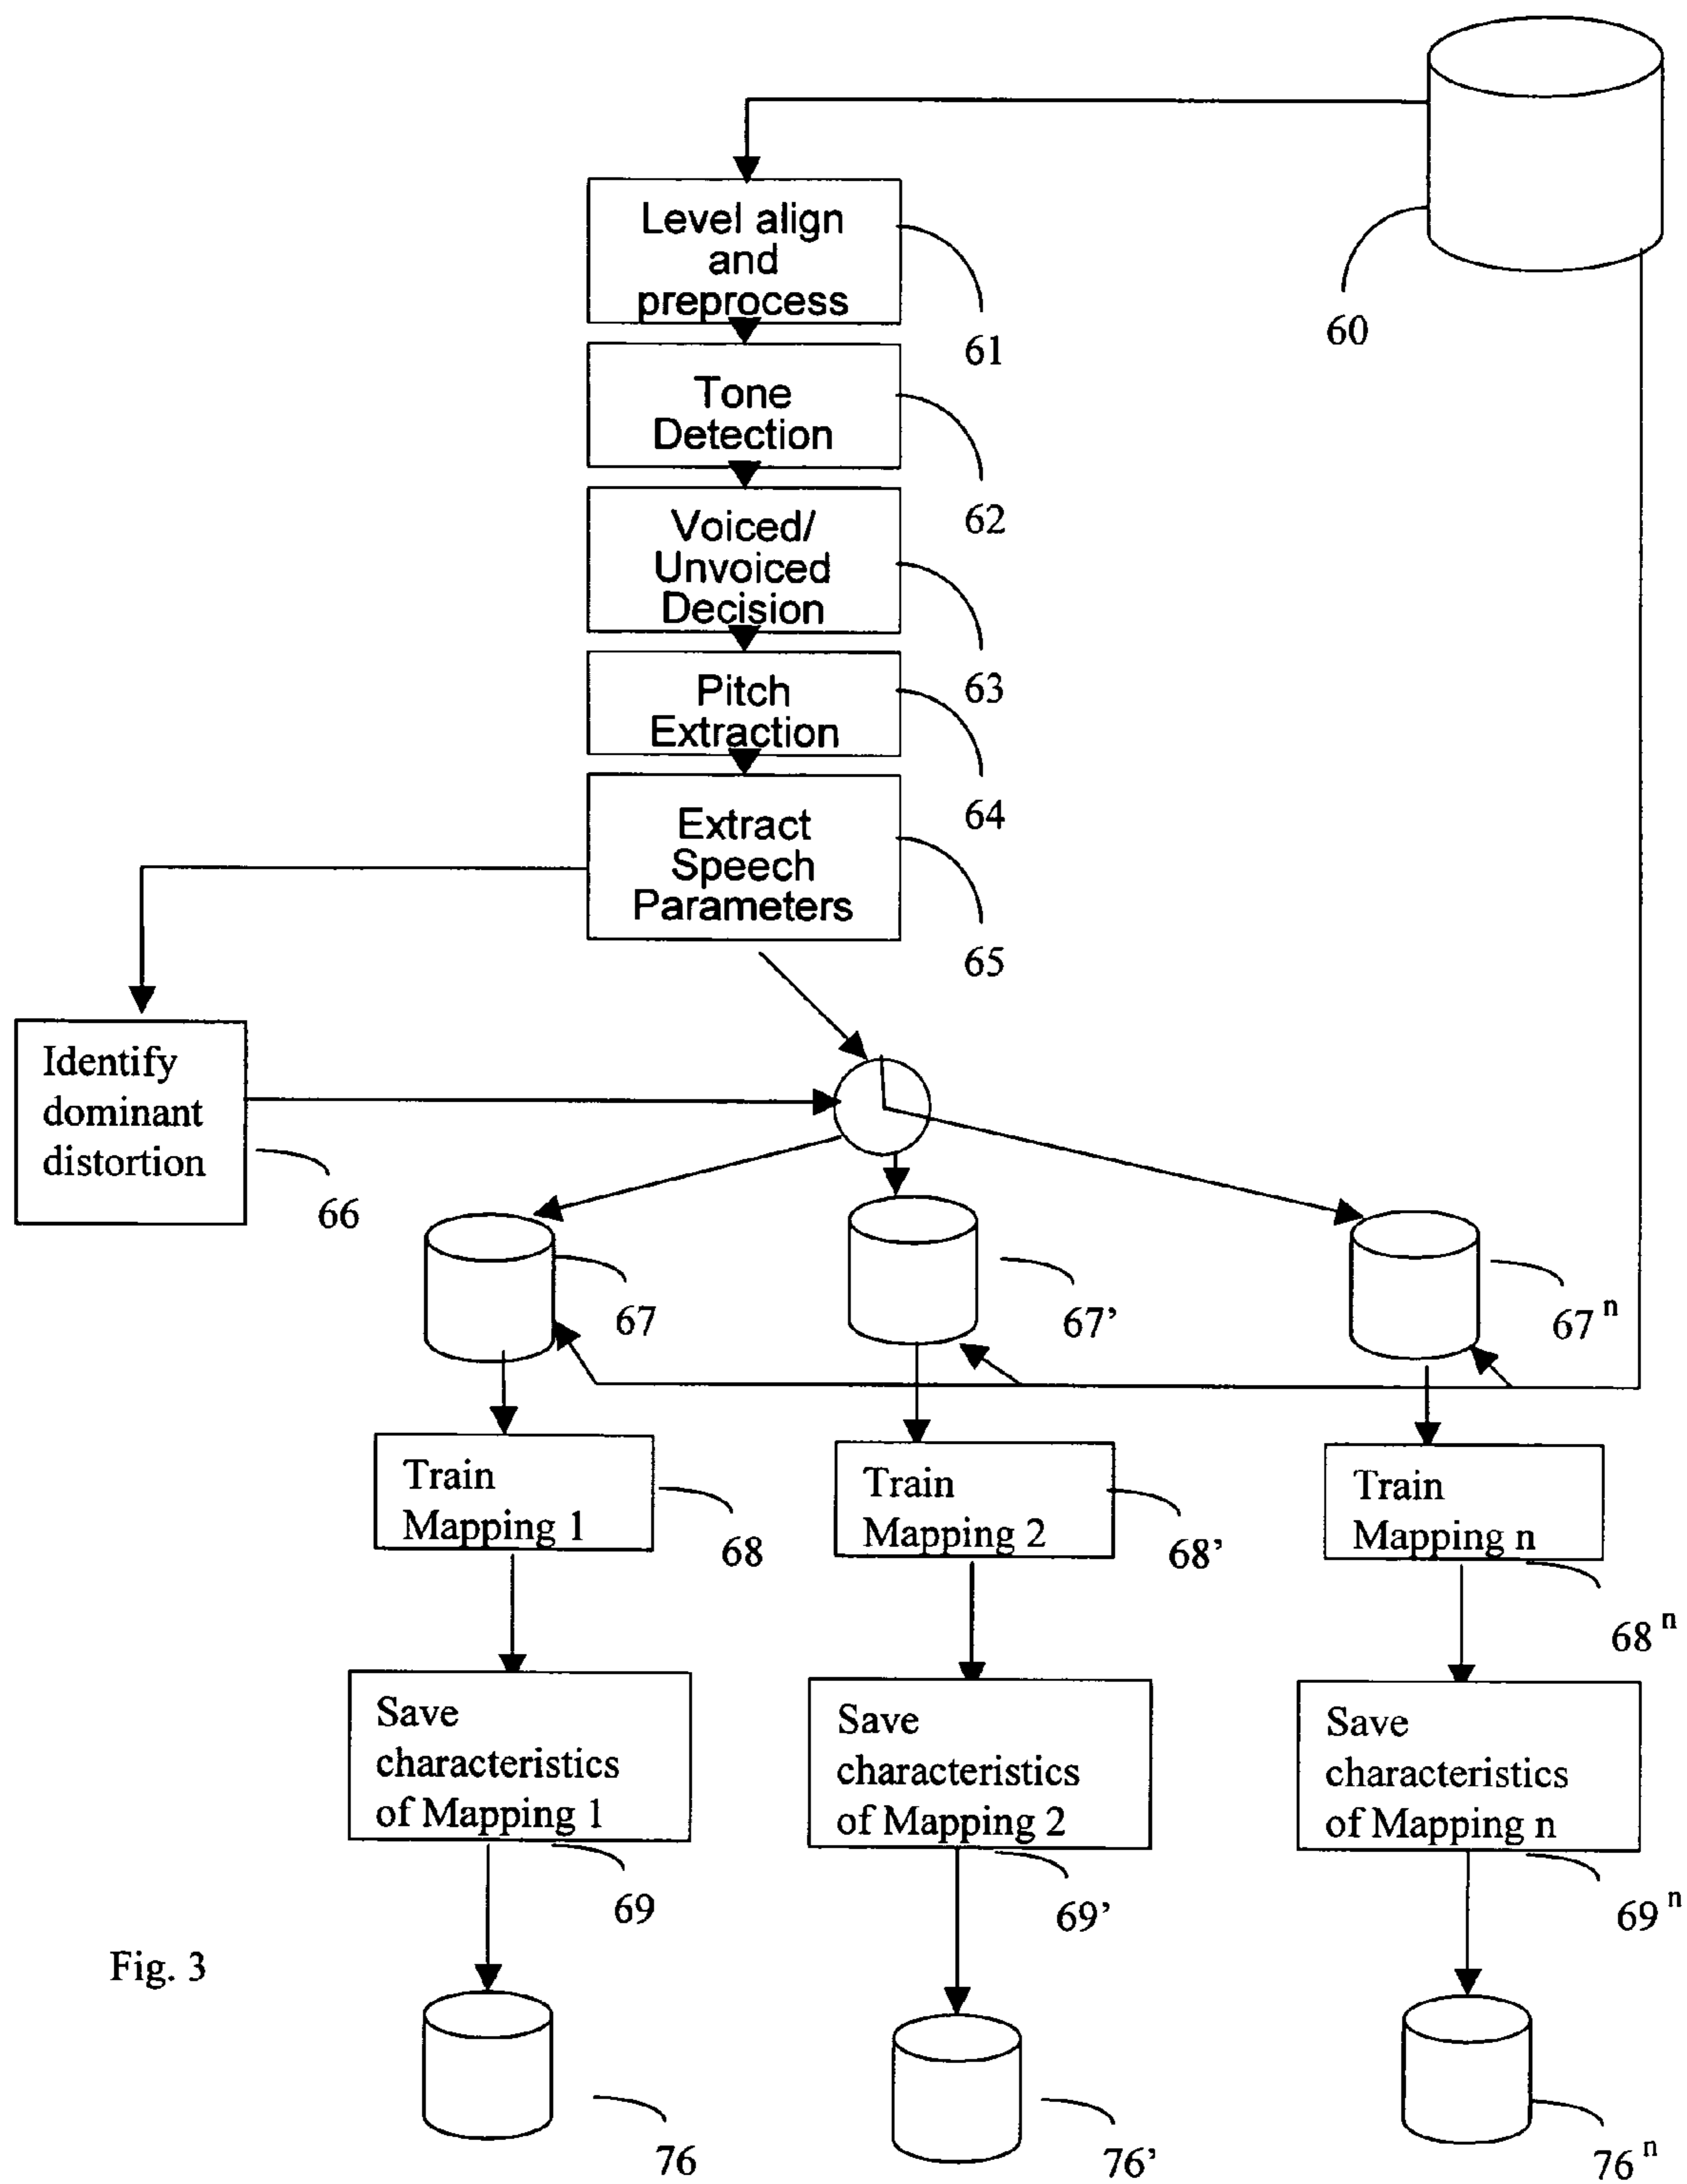 Level align
and
preprocess
61
60
Tone
Detection
62
Voiced/
Unvoiced
Decision
63
Pitch
Extraction
64
Extract
Speech
Parameters
65
Identify
dominant
distortion
66
67
67’
67 n
Train
Mapping 1
68
Train
Mapping 2
68’
Train
Mapping n
68 n
Save
characteristics
of Mapping 1
69
Save
characteristics
of Mapping 2
69’
Save
characteristics
of Mapping n
69 n
Fig. 3
76
76’
76 n